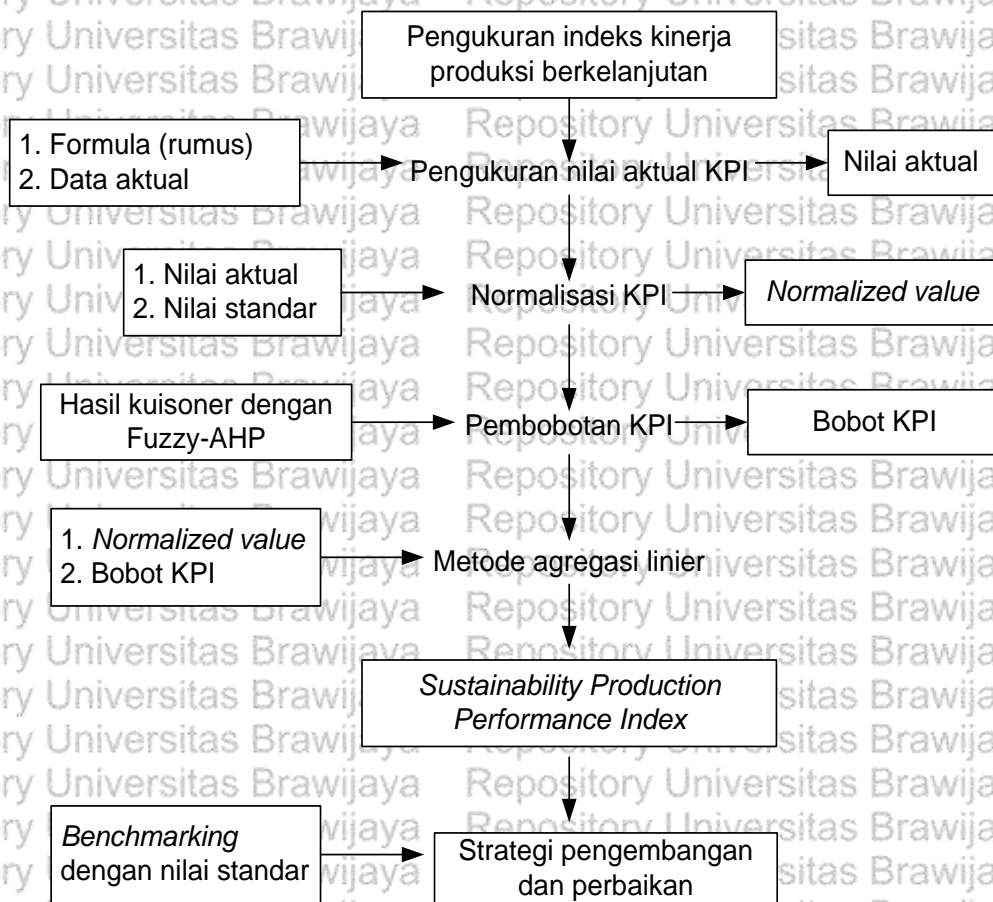 Pengukuran indeks kinerja
produksi berkelanjutan
1. Formula (rumus)
2. Data aktual
Pengukuran nilai aktual KPI
Nilai aktual
1. Nilai aktual
2. Nilai standar
Normalisasi KPI
Normalized value
Hasil kuisoner dengan
Fuzzy-AHP
Pembobotan KPI
Bobot KPI
1. Normalized value
2. Bobot KPI
Metode agregasi linier
Sustainability Production
Performance Index
Benchmarking
dengan nilai standar
Strategi pengembangan
dan perbaikan
Repository Universitas Brawijaya